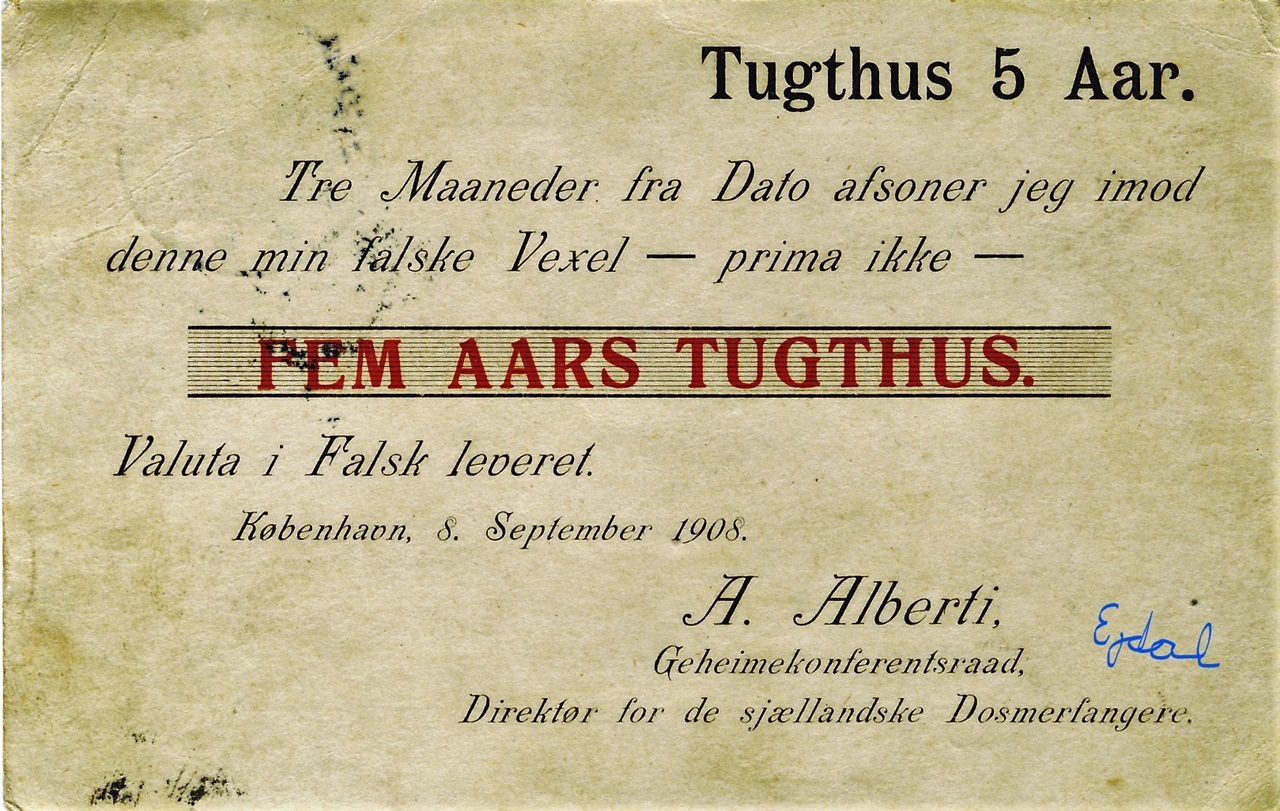 Tugthus 5 Aar.
Tre Maaneder fra Dato afsoner jeg imod
denne min falske Vexel — prima ikke —
FEM AARS TUGTHUS.
Valuta i Falsk leveret.
København, 8. September 1908.
A. Alberti,
Geheimekonferentsraad,
Direktør for de sjællandske Dosmerfangere.